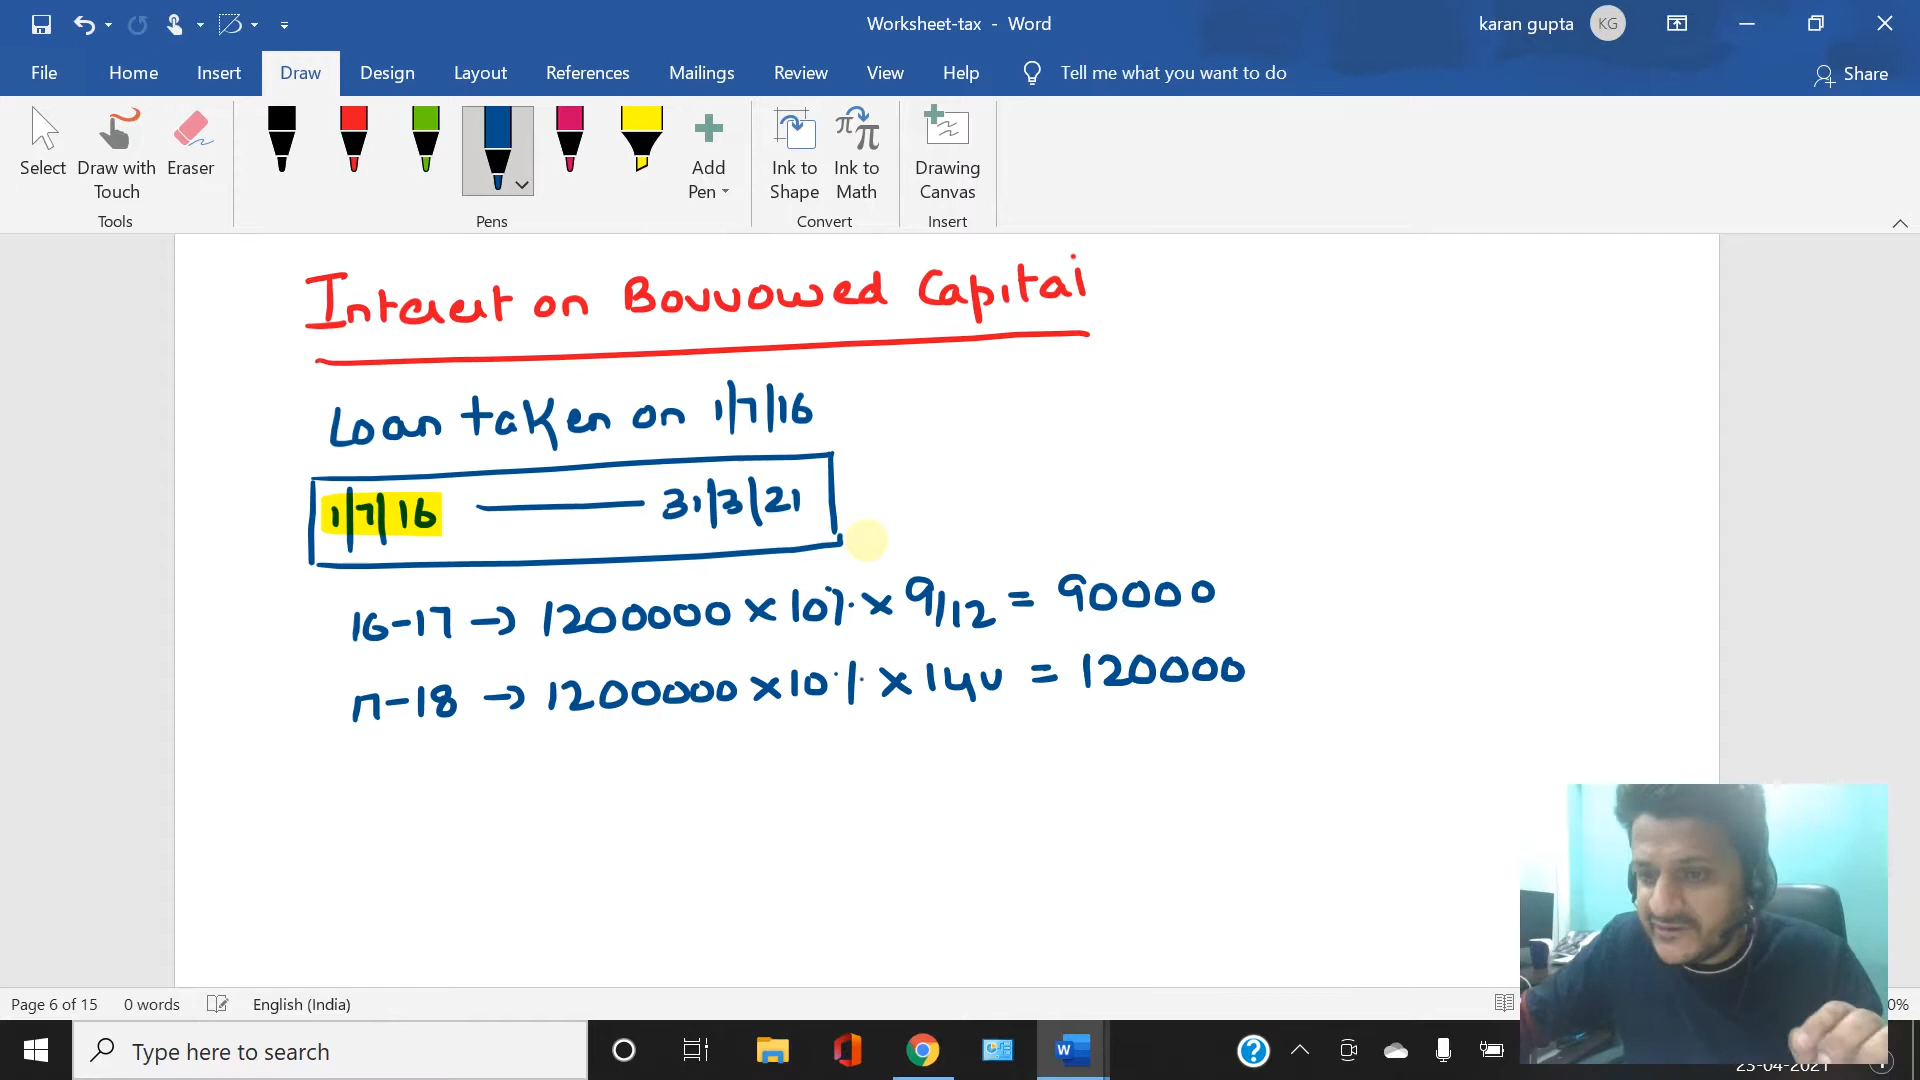 Worksheet-tax - Word
karan gupta KG
File Home Insert Draw Design Layout References Mailings Review View Help Tell me what you want to do Share
Select Draw with Touch Eraser
Add Pen
Ink to Shape Ink to Math
Drawing Canvas
Tools Pens Convert Insert
Interest on Borrowed Capital
Loan taken on 1/7/16
1/7/16 — 31/3/21
16-17 → 1200000 × 10% × 9/12 = 90000
17-18 → 1200000 × 10% × 1yr = 120000
Page 6 of 15 0 words English (India)
0%
Type here to search
W